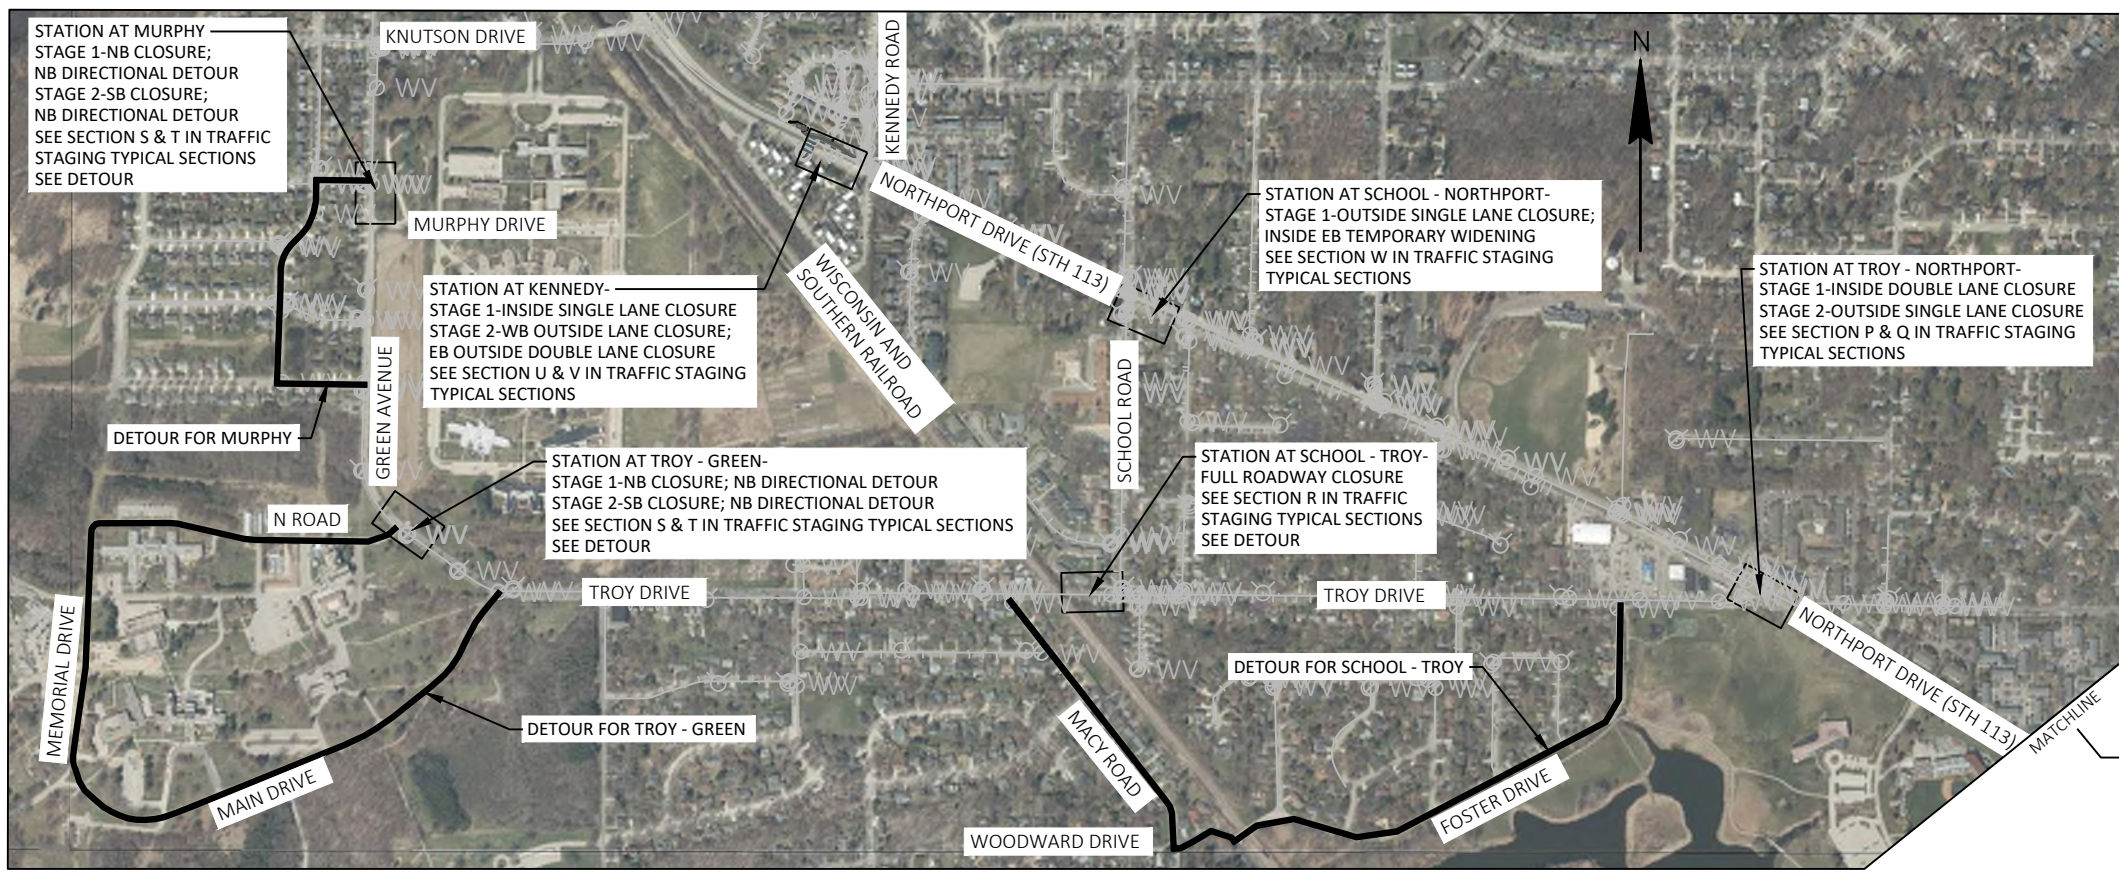 STATION AT MURPHY
STAGE 1-NB CLOSURE;
NB DIRECTIONAL DETOUR
STAGE 2-SB CLOSURE;
NB DIRECTIONAL DETOUR
SEE SECTION S & T IN TRAFFIC
STAGING TYPICAL SECTIONS
SEE DETOUR
KNUTSON DRIVE
KENNEDY ROAD
N
MURPHY DRIVE
NORTHPORT DRIVE (STH 113)
STATION AT SCHOOL - NORTHPORT-
STAGE 1-OUTSIDE SINGLE LANE CLOSURE;
INSIDE EB TEMPORARY WIDENING
SEE SECTION W IN TRAFFIC STAGING
TYPICAL SECTIONS
STATION AT TROY - NORTHPORT-
STAGE 1-INSIDE DOUBLE LANE CLOSURE
STAGE 2-OUTSIDE SINGLE LANE CLOSURE
SEE SECTION P & Q IN TRAFFIC STAGING
TYPICAL SECTIONS
STATION AT KENNEDY-
STAGE 1-INSIDE SINGLE LANE CLOSURE
STAGE 2-WB OUTSIDE LANE CLOSURE;
EB OUTSIDE DOUBLE LANE CLOSURE
SEE SECTION U & V IN TRAFFIC STAGING
TYPICAL SECTIONS
WISCONSIN AND
SOUTHERN RAILROAD
GREEN AVENUE
SCHOOL ROAD
DETOUR FOR MURPHY
STATION AT TROY - GREEN-
STAGE 1-NB CLOSURE; NB DIRECTIONAL DETOUR
STAGE 2-SB CLOSURE; NB DIRECTIONAL DETOUR
SEE SECTION S & T IN TRAFFIC STAGING TYPICAL SECTIONS
SEE DETOUR
STATION AT SCHOOL - TROY-
FULL ROADWAY CLOSURE
SEE SECTION R IN TRAFFIC
STAGING TYPICAL SECTIONS
SEE DETOUR
N ROAD
TROY DRIVE
TROY DRIVE
MEMORIAL DRIVE
DETOUR FOR SCHOOL - TROY
NORTHPORT DRIVE (STH 113)
MATCHLINE
DETOUR FOR TROY - GREEN
MACY ROAD
MAIN DRIVE
FOSTER DRIVE
WOODWARD DRIVE